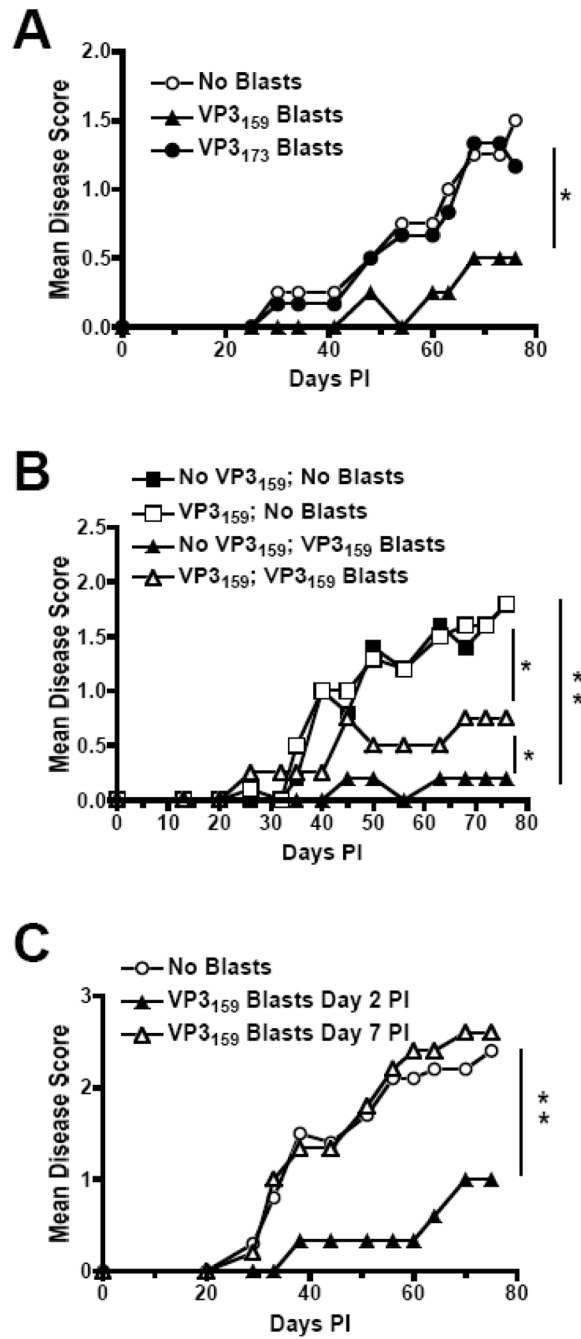 A
2.0
No Blasts
VP3159 Blasts
1.5
VP3173 Blasts
1.0
*
0.5
0.0
0 20 40 60 80
Mean Disease Score
Days PI
B
No VP3159; No Blasts
VP3159; No Blasts
No VP3159; VP3159 Blasts
2.5
VP3159; VP3159 Blasts
2.0
1.5
*
*
*
1.0
0.5
*
0.0
0 10 20 30 40 50 60 70 80
Mean Disease Score
Days PI
C
No Blasts
3
VP3159 Blasts Day 2 PI
VP3159 Blasts Day 7 PI
2
*
*
1
0
0 20 40 60 80
Mean Disease Score
Days PI